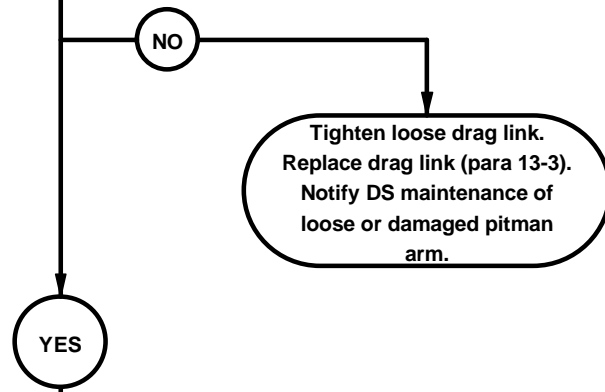 NO
Tighten loose drag link.
Replace drag link (para 13-3).
Notify DS maintenance of
loose or damaged pitman
arm.
YES